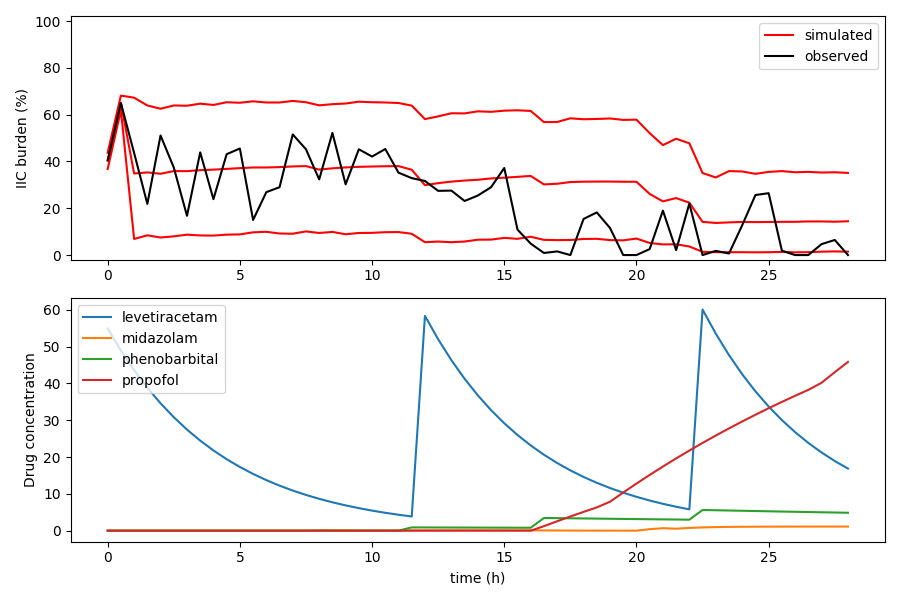 IIC burden (%)
100
80
60
40
20
0
simulated
observed
0
5
10
15
20
25
Drug concentration
60
50
40
30
20
10
0
levetiracetam
midazolam
phenobarbital
propofol
0
5
10
15
20
25
time (h)